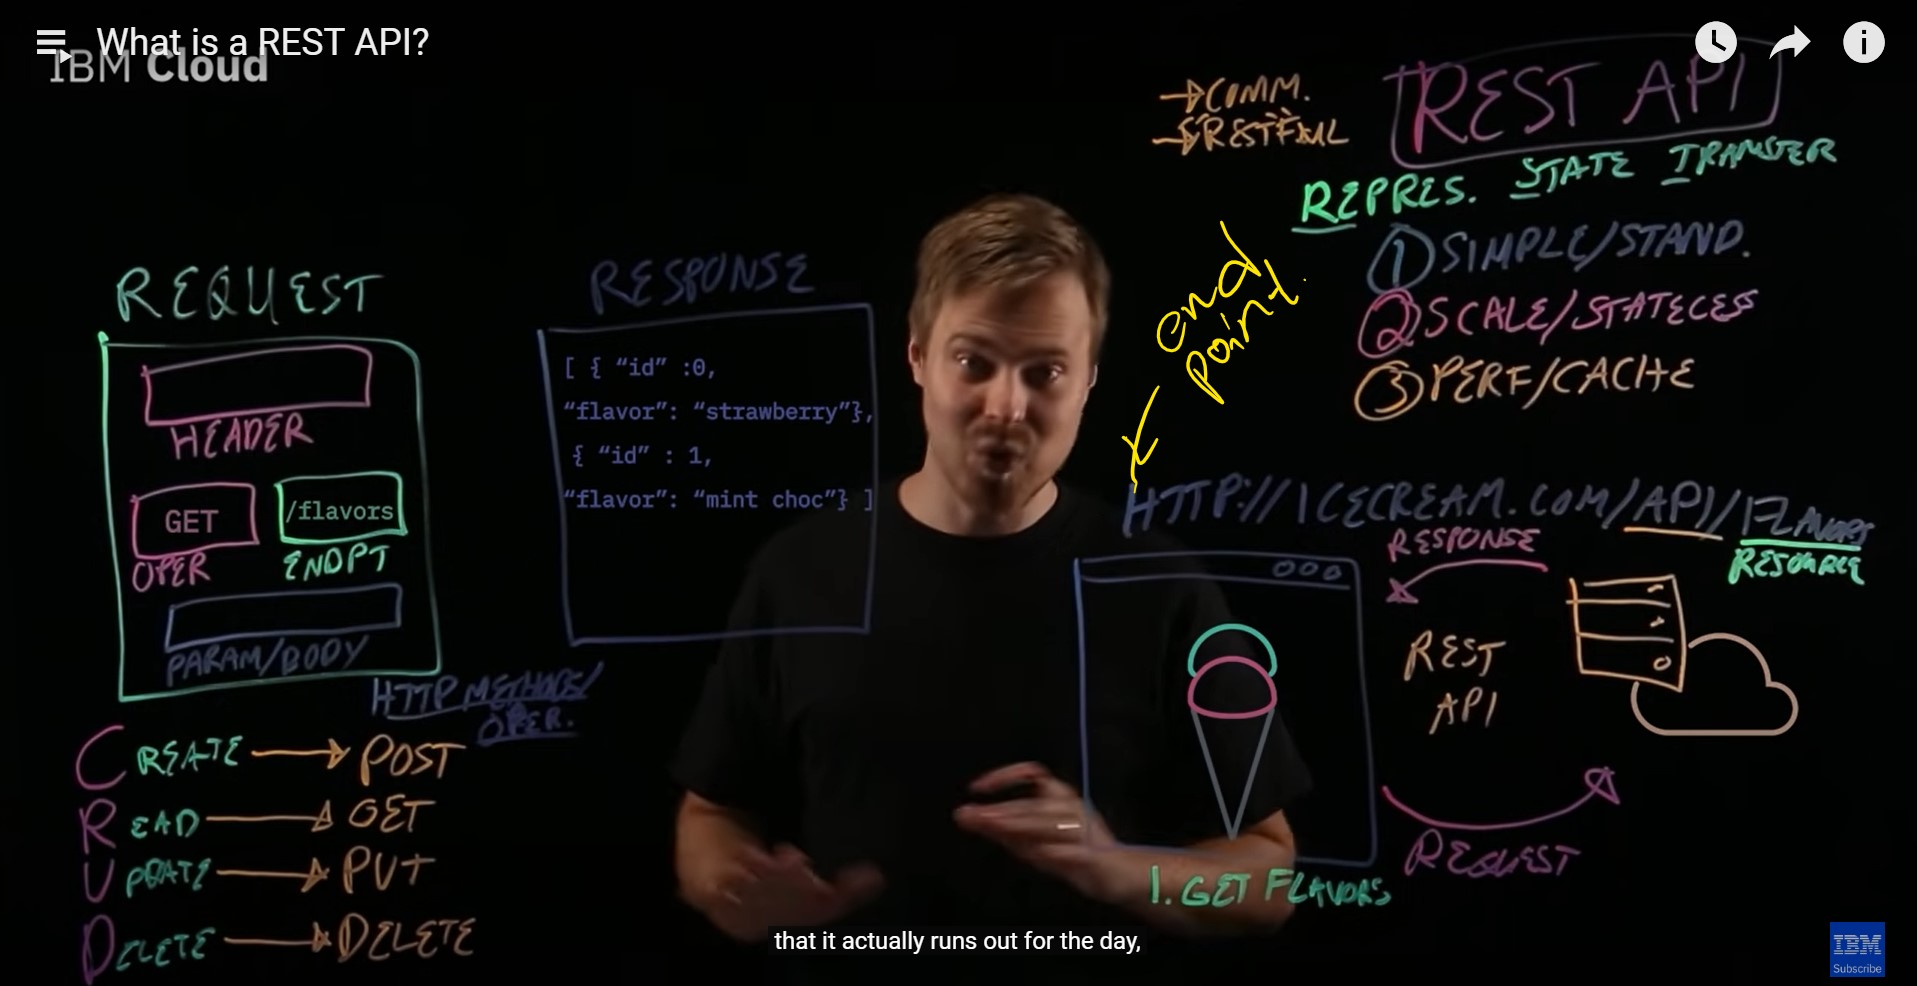 What is a REST API?
IBM Cloud
→ COMM.
→ RESTFUL
REST API
REPRES. STATE TRANSFER
① SIMPLE/STAND.
② SCALE/STATELESS
③ PERF/CACHE
end
point.
HTTP://ICECREAM.COM/API/FLAVORS
RESOURCE
RESPONSE
REST
API
REQUEST
1. GET FLAVORS
REQUEST
HEADER
GET
/flavors
OPER
ENDPT
PARAM/BODY
RESPONSE
[ { “id” :0,
“flavor”: “strawberry”},
{ “id” : 1,
“flavor”: “mint choc”} ]
HTTP METHODS/
OPER.
CREATE → POST
READ → GET
UPDATE → PUT
DELETE → DELETE
that it actually runs out for the day,
IBM
Subscribe